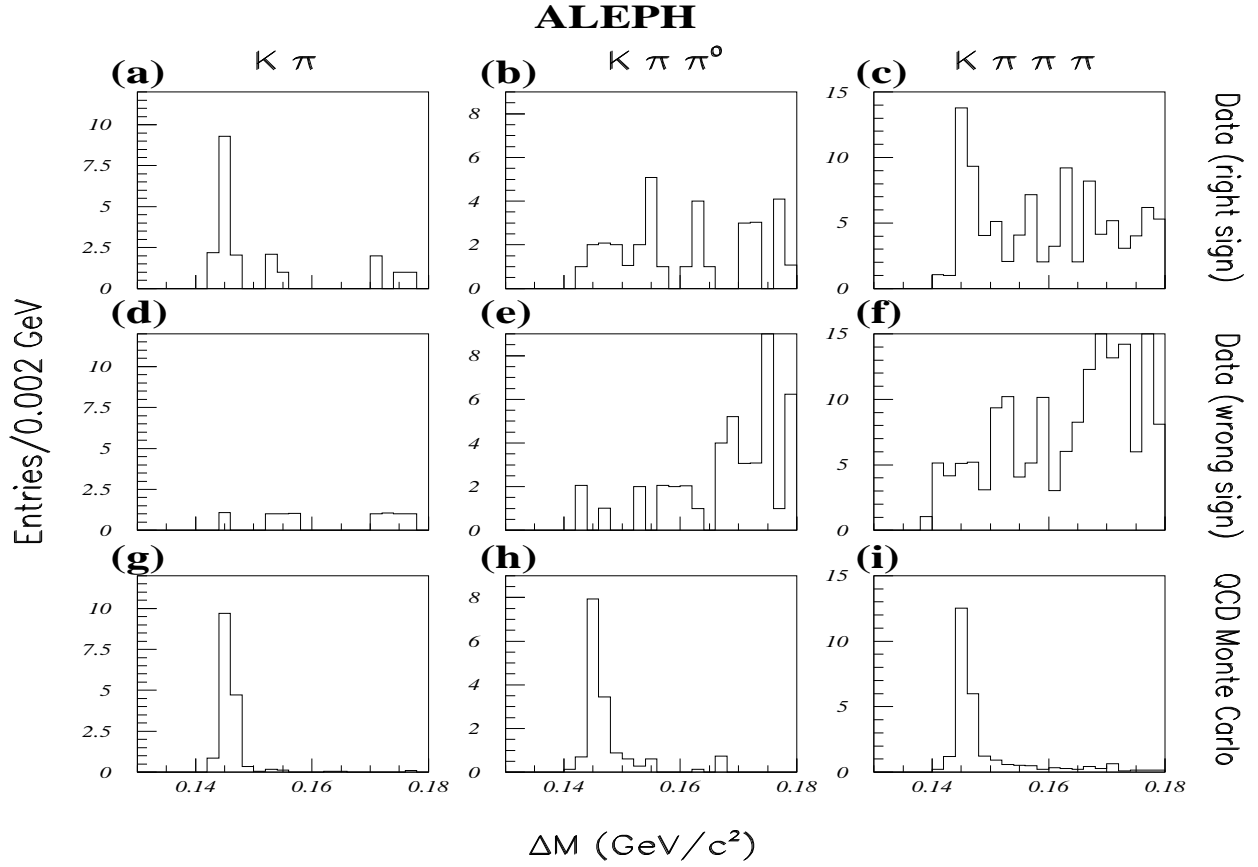 ALEPH
(a) K π
(b) K π π⁰
(c) K π π π
10
7.5
5
2.5
0
8
6
4
2
0
15
10
5
0
Data (right sign)
(d)
(e)
(f)
10
7.5
5
2.5
0
8
6
4
2
0
15
10
5
0
Data (wrong sign)
Entries/0.002 GeV
(g)
(h)
(i)
10
7.5
5
2.5
0
8
6
4
2
0
15
10
5
0
QCD Monte Carlo
0.14 0.16 0.18
0.14 0.16 0.18
0.14 0.16 0.18
ΔM (GeV/c²)